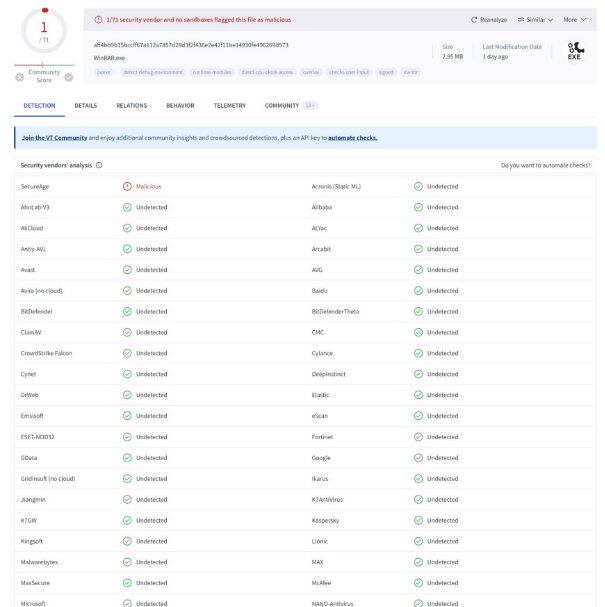 1
/ 71
Community
Score
1/71 security vendor and no sandboxes flagged this file as malicious
Reanalyze
Similar
More
WinRAR.exe
peexe
detect-debug-environment
runtime-modules
direct-cpu-clock-access
overlay
checks-user-input
signed
via-tor
Size
2.95 MB
Last Modification Date
1 day ago
EXE
DETECTION
DETAILS
RELATIONS
BEHAVIOR
TELEMETRY
COMMUNITY
Join the VT Community and enjoy additional community insights and crowdsourced detections, plus an API key to automate checks.
Security vendors' analysis
Do you want to automate checks?
SecureAge Malicious Acronis (Static ML) Undetected
AhnLab-V3 Undetected Alibaba Undetected
AliCloud Undetected ALYac Undetected
Antiy-AVL Undetected Arcabit Undetected
Avast Undetected AVG Undetected
Avira (no cloud) Undetected Baidu Undetected
BitDefender Undetected BitDefenderTheta Undetected
ClamAV Undetected CMC Undetected
CrowdStrike Falcon Undetected Cylance Undetected
Cynet Undetected DeepInstinct Undetected
DrWeb Undetected Elastic Undetected
Emsisoft Undetected eScan Undetected
ESET-NOD32 Undetected Fortinet Undetected
GData Undetected Google Undetected
Gridinsoft (no cloud) Undetected Ikarus Undetected
Jiangmin Undetected K7AntiVirus Undetected
K7GW Undetected Kaspersky Undetected
Kingsoft Undetected Lionic Undetected
Malwarebytes Undetected MAX Undetected
MaxSecure Undetected McAfee Undetected
Microsoft Undetected NANO-Antivirus Undetected